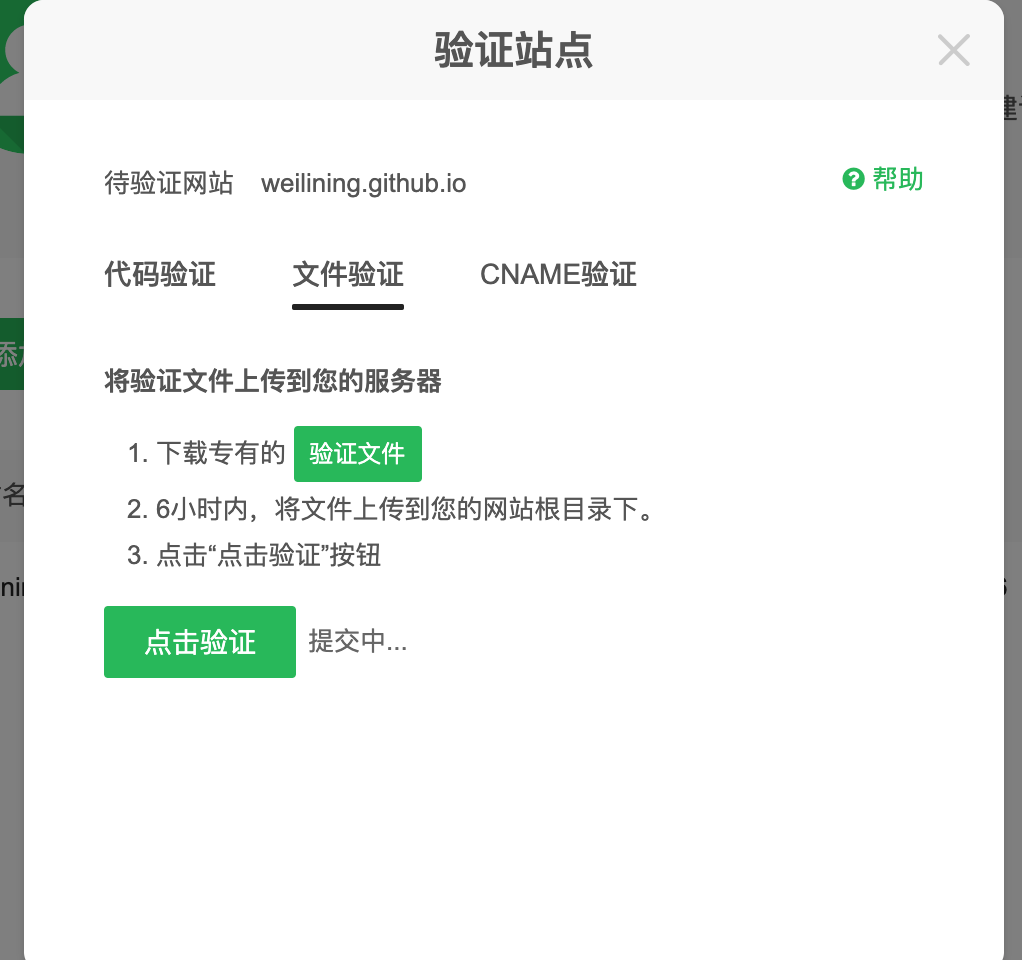 验证站点
待验证网站 weilining.github.io
帮助
代码验证 文件验证 CNAME验证
将验证文件上传到您的服务器
1. 下载专有的 验证文件
2. 6小时内，将文件上传到您的网站根目录下。
3. 点击“点击验证”按钮
点击验证 提交中...